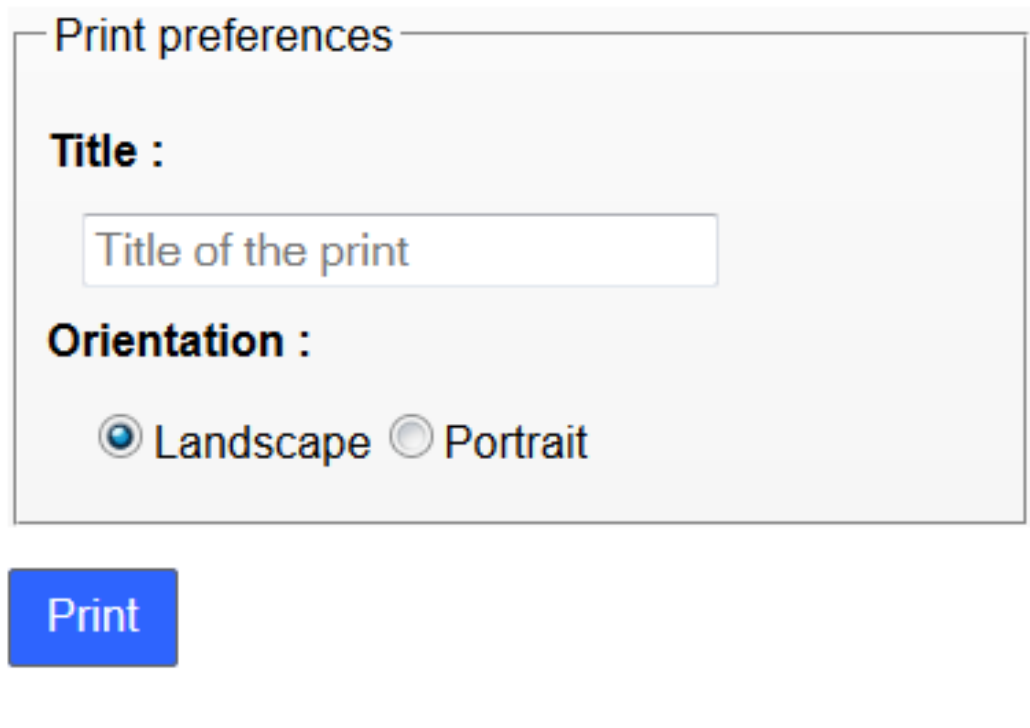 Print preferences
Title :
Title of the print
Orientation :
Landscape Portrait
Print